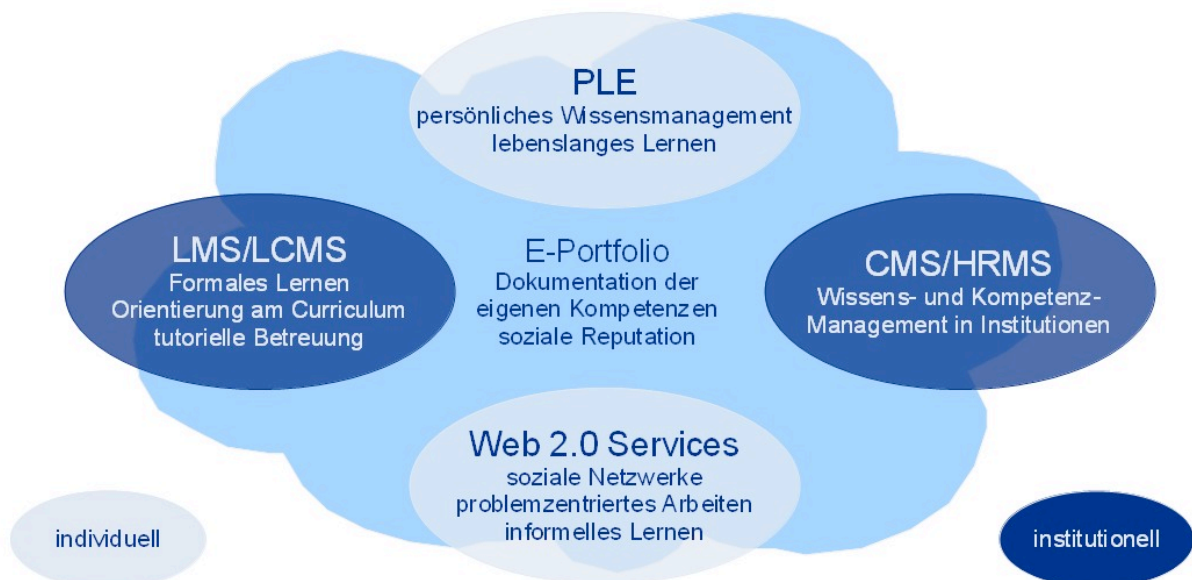 PLE
persönliches Wissensmanagement
lebenslanges Lernen
LMS/LCMS
Formales Lernen
Orientierung am Curriculum
tutorielle Betreuung
E-Portfolio
Dokumentation der
eigenen Kompetenzen
soziale Reputation
CMS/HRMS
Wissens- und Kompetenz-
Management in Institutionen
Web 2.0 Services
soziale Netzwerke
problemzentriertes Arbeiten
informelles Lernen
individuell
institutionell